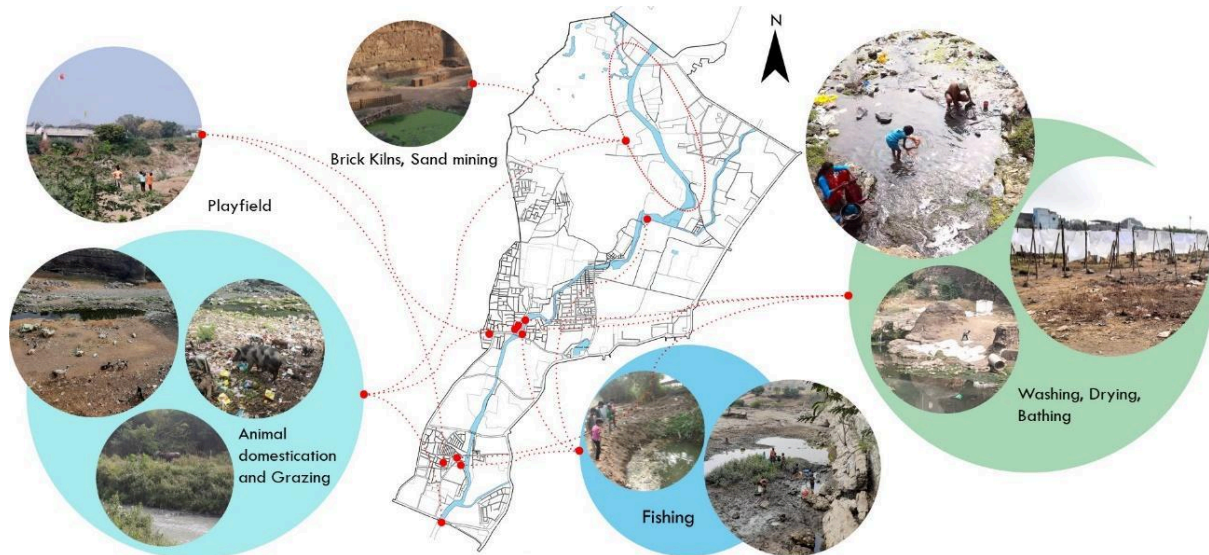 N
Brick Kilns, Sand mining
Playfield
Animal
domestication
and Grazing
Washing, Drying,
Bathing
Fishing